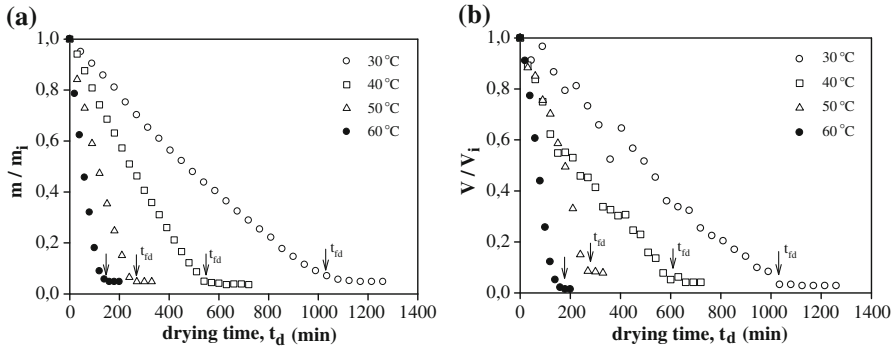 (a)
1,0
0,8
0,6
0,4
0,2
0,0
m / mᵢ
30 °C
40 °C
50 °C
60 °C
t_fd
t_fd
t_fd
0 200 400 600 800 1000 1200 1400
drying time, t_d (min)
(b)
1,0
0,8
0,6
0,4
0,2
0,0
V / Vᵢ
30 °C
40 °C
50 °C
60 °C
t_fd
t_fd
t_fd
0 200 400 600 800 1000 1200 1400
drying time, t_d (min)